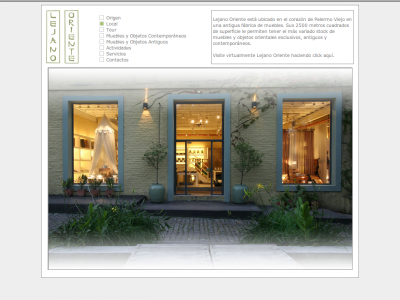 LEJANO
ORIENTE
Origen
Local
Tour
Muebles y Objetos Contemporáneos
Muebles y Objetos Antiguos
Actividades
Servicios
Contactos
Lejano Oriente está ubicado en el corazón de Palermo Viejo en
una antigua fábrica de muebles. Sus 2500 metros cuadrados
de superficie le permiten tener el más variado stock de
muebles y objetos orientales exclusivos, antiguos y
contemporáneos.
Visite virtualmente Lejano Oriente haciendo click aquí.